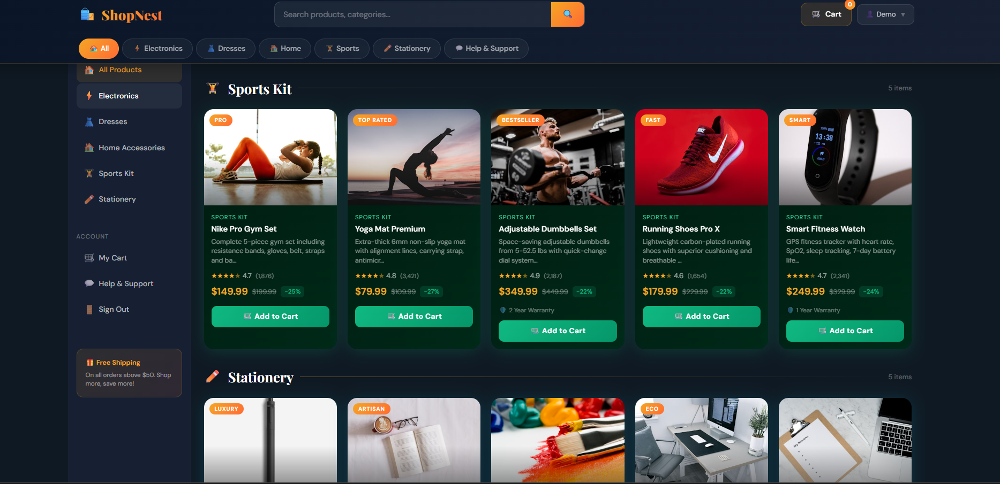 ShopNest
Search products, categories...
Cart
0
Demo ▼
All
Electronics
Dresses
Home
Sports
Stationery
Help & Support
All Products
Electronics
Dresses
Home Accessories
Sports Kit
Stationery
ACCOUNT
My Cart
Help & Support
Sign Out
Free Shipping
On all orders above $50. Shop
more, save more!
Sports Kit
5 items
PRO
SPORTS KIT
Nike Pro Gym Set
Complete 5-piece gym set including
resistance bands, gloves, belt, straps
and ba...
★★★★★ 4.7 (1,876)
$149.99 $199.99 -25%
Add to Cart
TOP RATED
SPORTS KIT
Yoga Mat Premium
Extra-thick 6mm non-slip yoga mat
with alignment lines, carrying strap,
antimicr...
★★★★★ 4.8 (3,421)
$79.99 $109.99 -27%
Add to Cart
BESTSELLER
SPORTS KIT
Adjustable Dumbbells Set
Space-saving adjustable dumbbells
from 5-52.5 lbs with quick-change
dial system...
★★★★★ 4.9 (2,187)
$349.99 $449.99 -22%
2 Year Warranty
Add to Cart
FAST
NIKE
SPORTS KIT
Running Shoes Pro X
Lightweight carbon-plated running
shoes with superior cushioning and
breathable ...
★★★★★ 4.6 (1,654)
$179.99 $229.99 -22%
Add to Cart
SMART
100%
13:38
SPORTS KIT
Smart Fitness Watch
GPS fitness tracker with heart rate,
SpO2, sleep tracking, 7-day battery
life...
★★★★★ 4.7 (2,341)
$249.99 $329.99 -24%
1 Year Warranty
Add to Cart
Stationery
5 items
LUXURY
ARTISAN
ECO
My Resume